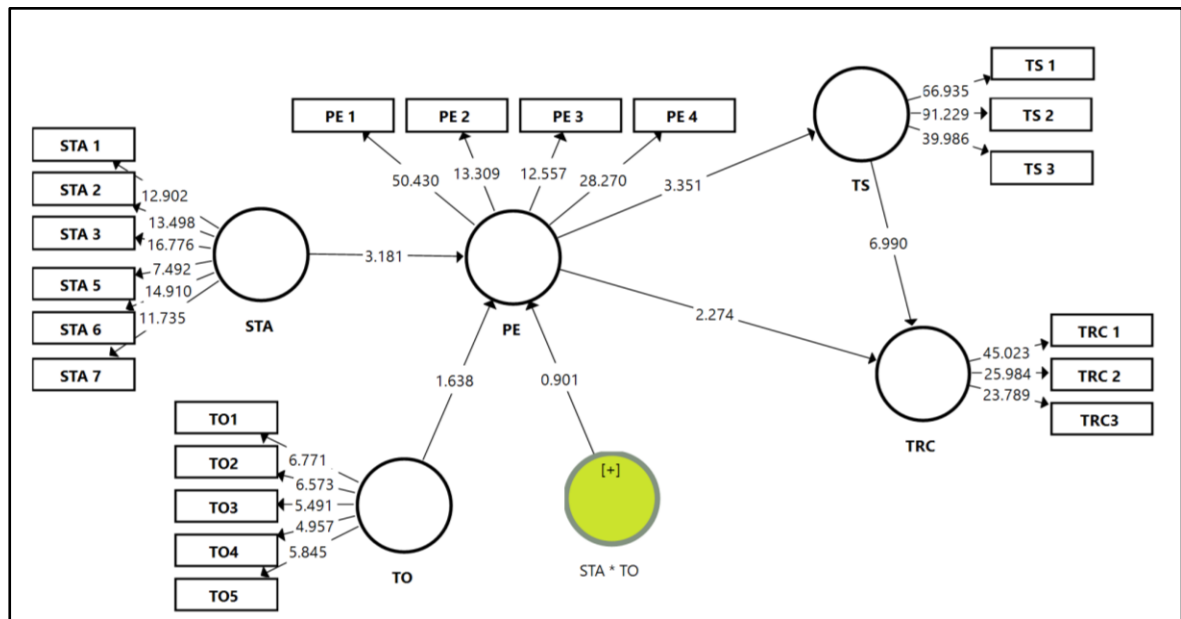 TS 1
66.935
91.229
TS 2
39.986
TS 3
TS
PE 1
PE 2
PE 3
PE 4
50.430
13.309
12.557
28.270
3.351
STA 1
STA 2
STA 3
STA 5
STA 6
STA 7
12.902
13.498
16.776
7.492
14.910
11.735
STA
3.181
PE
6.990
2.274
TRC 1
TRC 2
TRC3
45.023
25.984
23.789
TRC
1.638
0.901
TO1
TO2
TO3
TO4
TO5
6.771
6.573
5.491
4.957
5.845
TO
[+]
STA * TO